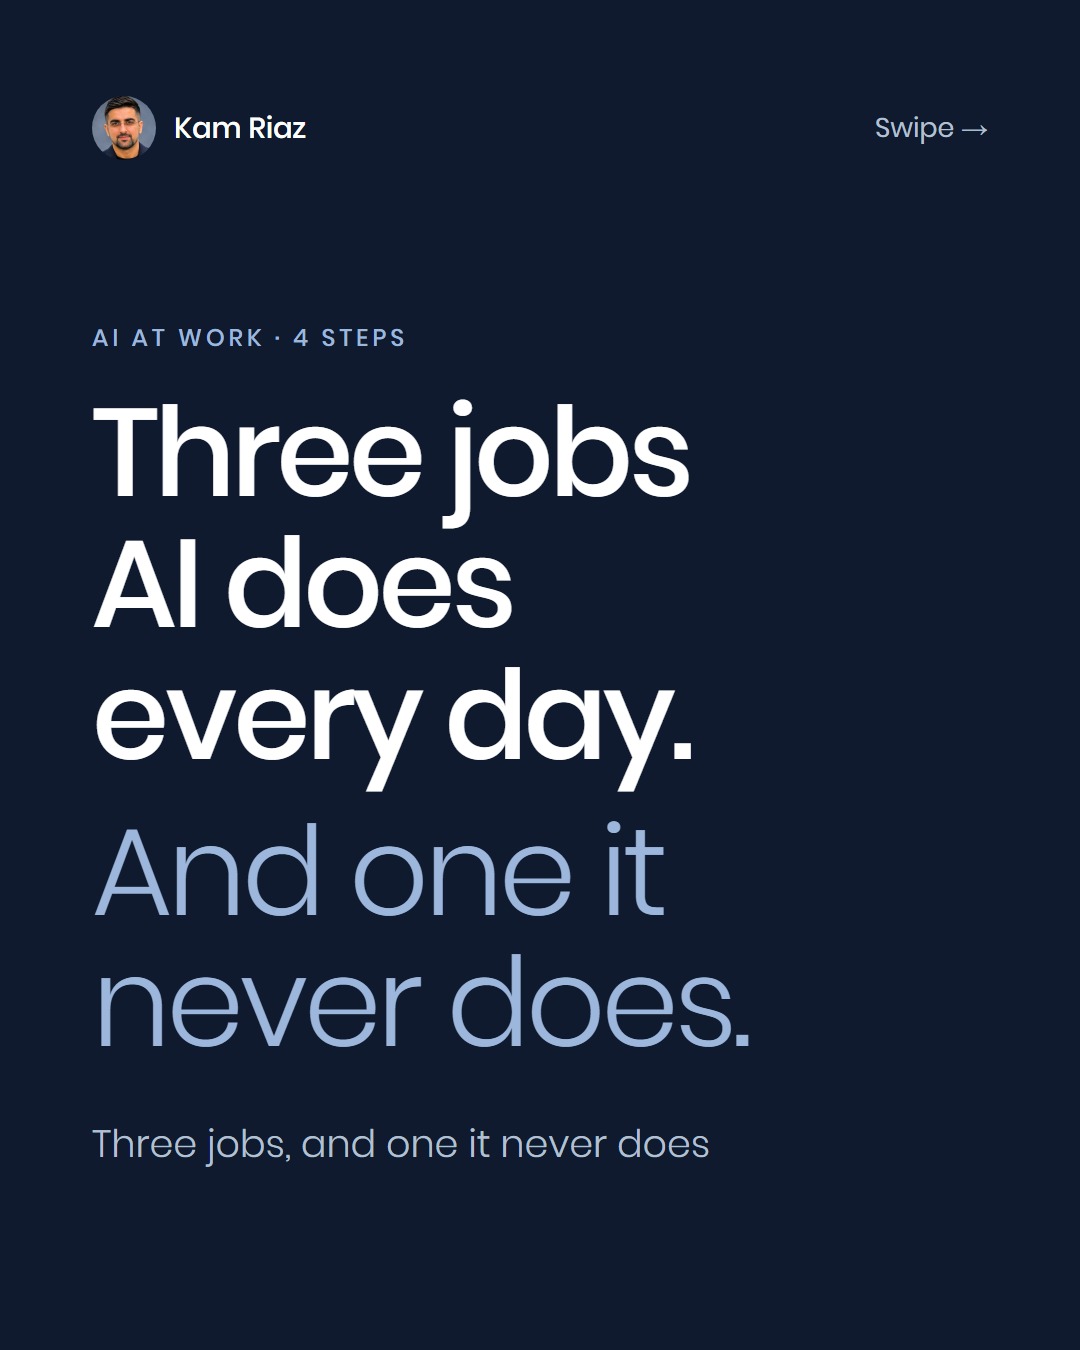 Kam Riaz
Swipe →
AI AT WORK · 4 STEPS
Three jobs
AI does
every day.
And one it
never does.
Three jobs, and one it never does